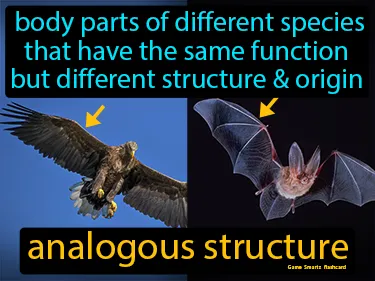 body parts of different species
that have the same function
but different structure & origin
analogous structure
Game Smartz flashcard